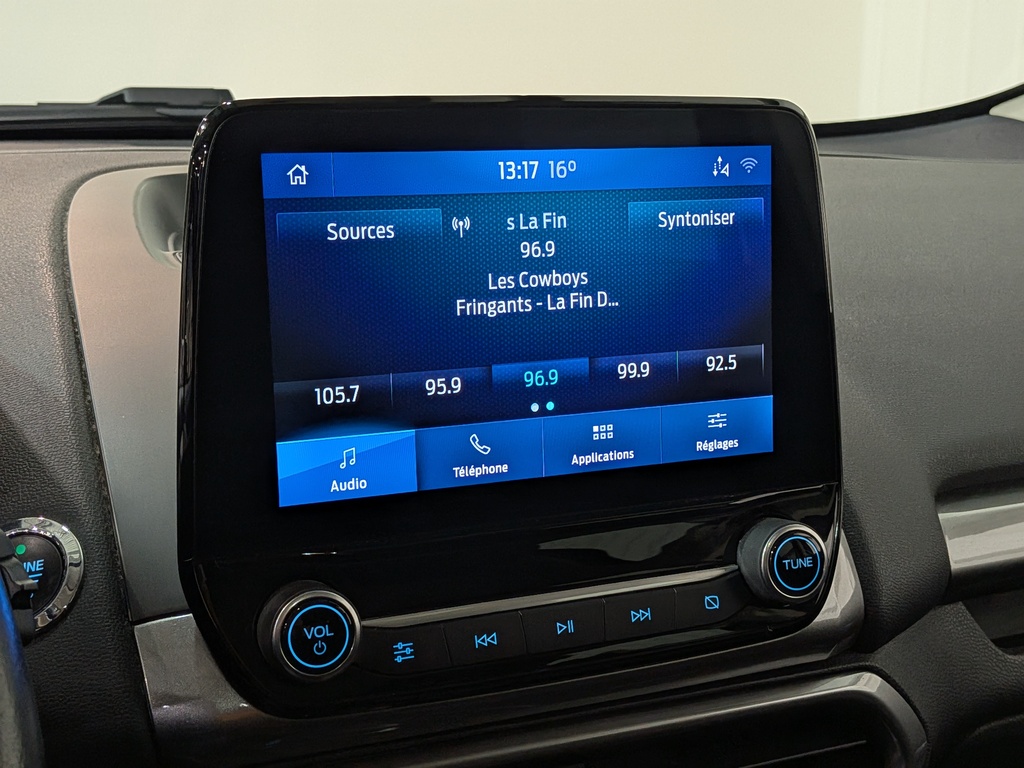 13:17 16°
Sources
s La Fin
Syntoniser
96.9
Les Cowboys
Fringants - La Fin D...
105.7
95.9
96.9
99.9
92.5
Audio
Téléphone
Applications
Réglages
VOL
TUNE